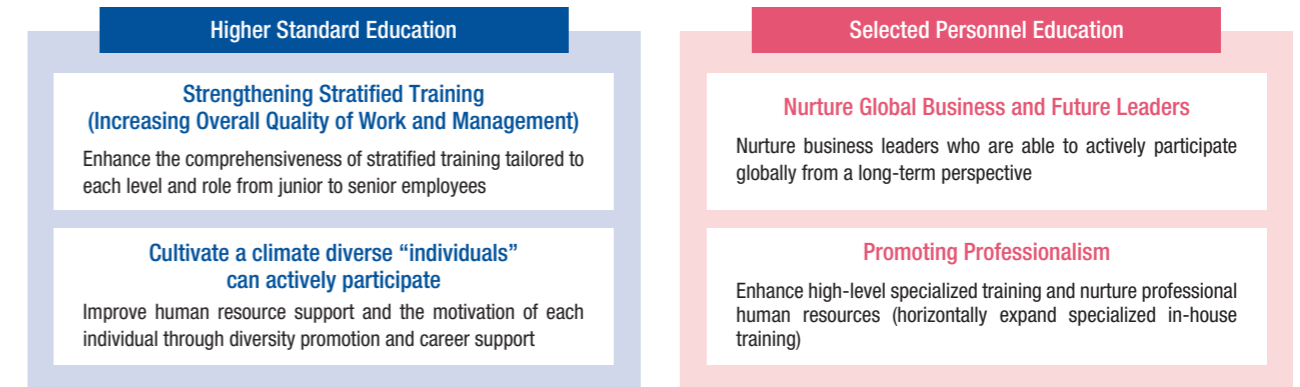 Higher Standard Education
Strengthening Stratified Training
(Increasing Overall Quality of Work and Management)
Enhance the comprehensiveness of stratified training tailored to
each level and role from junior to senior employees
Cultivate a climate diverse “individuals”
can actively participate
Improve human resource support and the motivation of each
individual through diversity promotion and career support
Selected Personnel Education
Nurture Global Business and Future Leaders
Nurture business leaders who are able to actively participate
globally from a long-term perspective
Promoting Professionalism
Enhance high-level specialized training and nurture professional
human resources (horizontally expand specialized in-house
training)